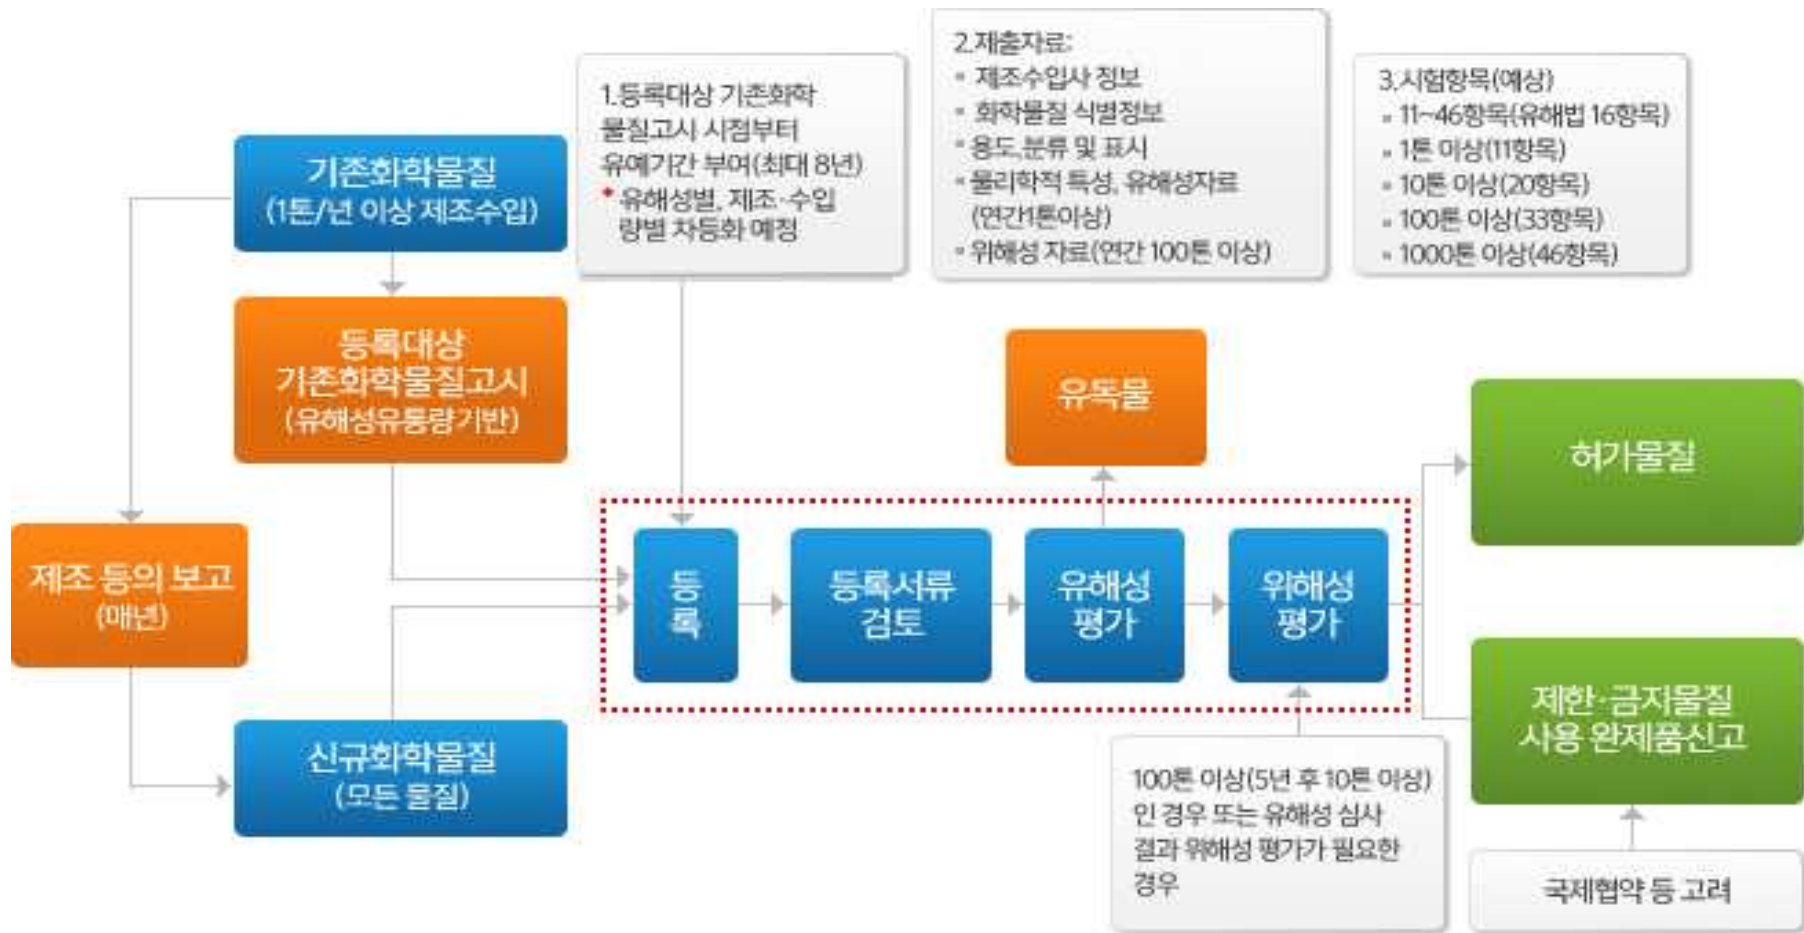 1.등록대상 기존화학
물질고시 시점부터
유예기간 부여(최대 8년)
* 유해성별, 제조·수입
량별 차등화 예정
2.제출자료:
▫ 제조수입사 정보
▫ 화학물질 식별정보
▫ 용도,분류 및 표시
▫ 물리학적 특성, 유해성자료
(연간1톤이상)
▫ 위해성 자료(연간 100톤 이상)
3.시험항목(예상)
▫ 11~46항목(유해법 16항목)
▫ 1톤 이상(11항목)
▫ 10톤 이상(20항목)
▫ 100톤 이상(33항목)
▫ 1000톤 이상(46항목)
기존화학물질
(1톤/년 이상 제조수입)
등록대상
기존화학물질고시
(유해성유통량기반)
유독물
허가물질
제조 등의 보고
(매년)
등
록
등록서류
검토
유해성
평가
위해성
평가
신규화학물질
(모든 물질)
제한·금지물질
사용 완제품신고
100톤 이상(5년 후 10톤 이상)
인 경우 또는 유해성 심사
결과 위해성 평가가 필요한
경우
국제협약 등 고려